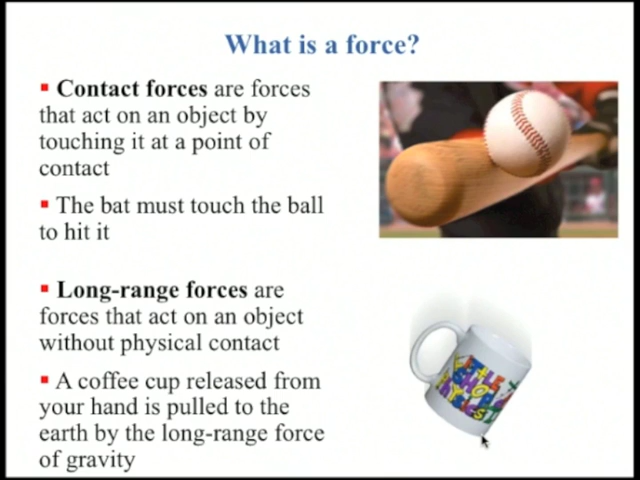 What is a force?
▪ Contact forces are forces
that act on an object by
touching it at a point of
contact
▪ The bat must touch the ball
to hit it
▪ Long-range forces are
forces that act on an object
without physical contact
▪ A coffee cup released from
your hand is pulled to the
earth by the long-range force
of gravity
LITTLE
SHOP
PHYSICS